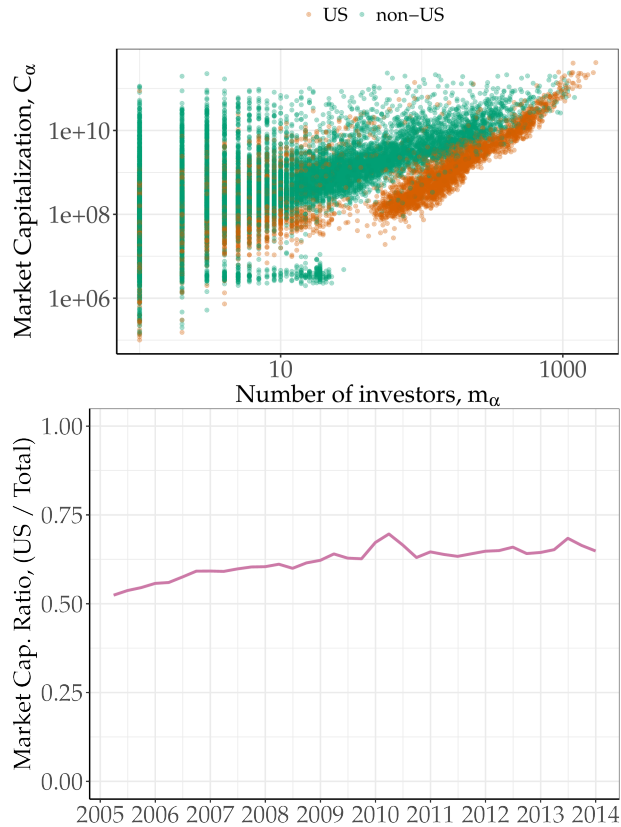 US non−US
Market Capitalization, Cα
1e+10
1e+08
1e+06
10 1000
Number of investors, mα
Market Cap. Ratio, (US / Total)
1.00
0.75
0.50
0.25
0.00
2005 2006 2007 2008 2009 2010 2011 2012 2013 2014